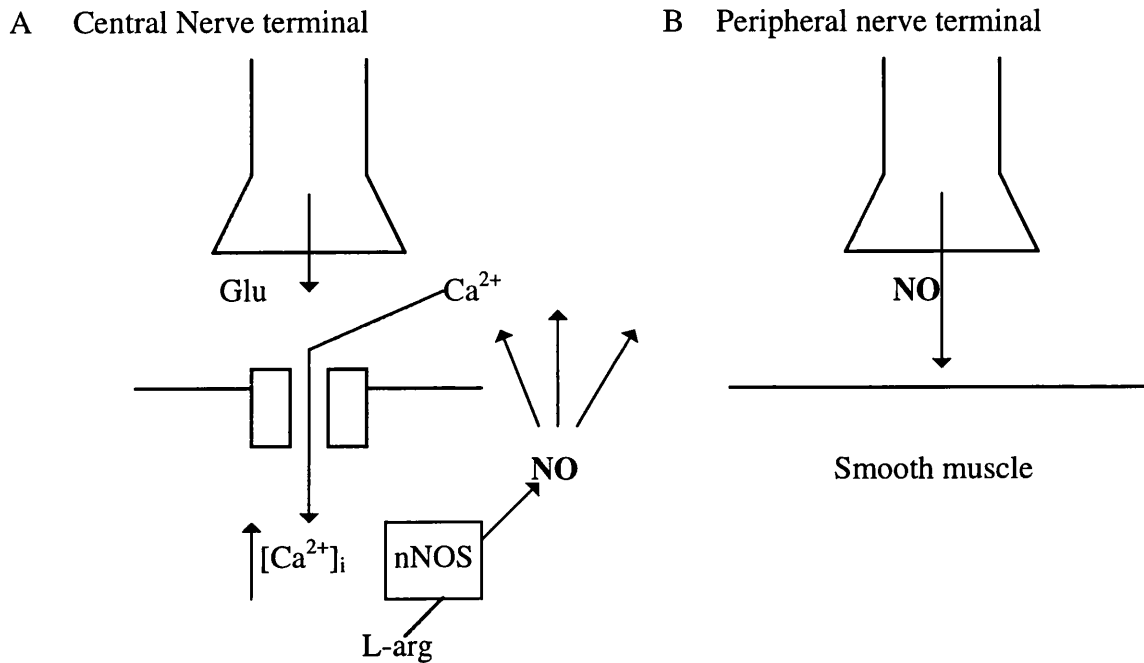 A Central Nerve terminal
B Peripheral nerve terminal
Glu
Ca²⁺
NO
NO
Smooth muscle
[Ca²⁺]ᵢ
nNOS
L-arg